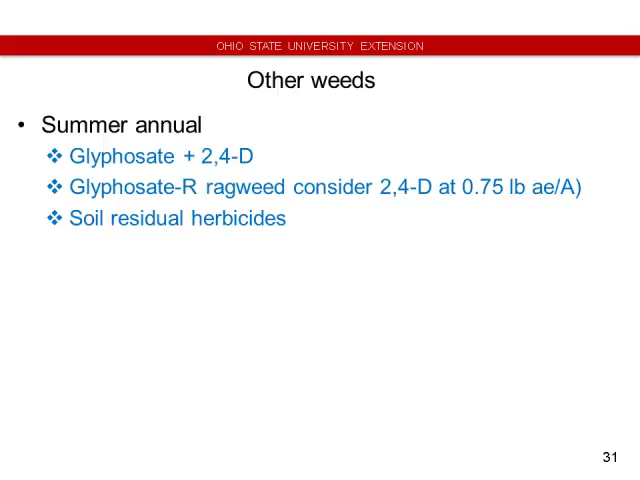 OHIO STATE UNIVERSITY EXTENSION
Other weeds
• Summer annual
❖ Glyphosate + 2,4-D
❖ Glyphosate-R ragweed consider 2,4-D at 0.75 lb ae/A)
❖ Soil residual herbicides
31